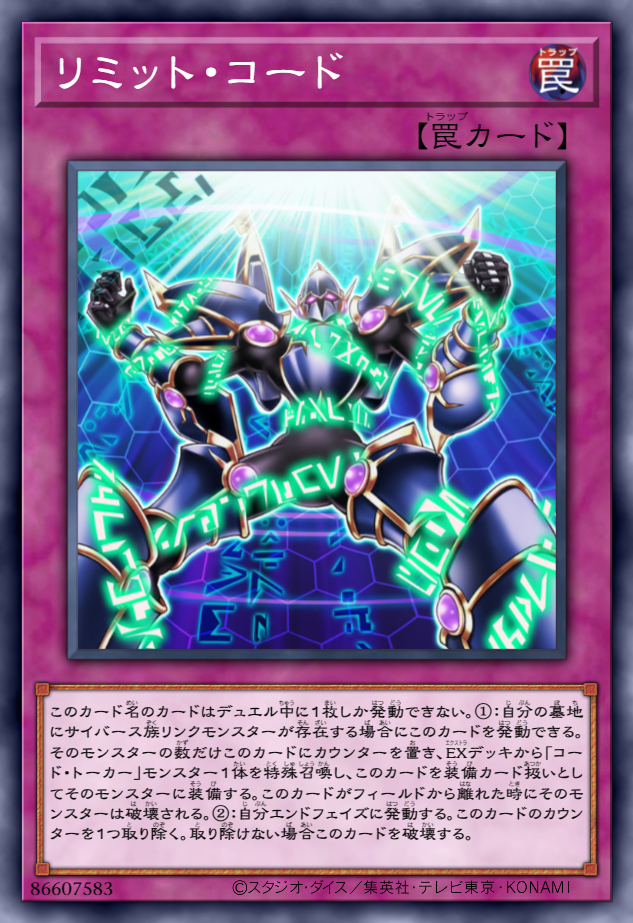 リミット・コード
トラップ
罠
トラップ
【罠カード】
このカード名のカードはデュエル中に１枚しか発動できない。①：自分の墓地
にサイバース族リンクモンスターが存在する場合にこのカードを発動できる。
そのモンスターの数だけこのカードにカウンターを置き、EXデッキから「コー
ド・トーカー」モンスター１体を特殊召喚し、このカードを装備カード扱いとし
てそのモンスターに装備する。このカードがフィールドから離れた時にそのモ
ンスターは破壊される。②：自分エンドフェイズに発動する。このカードのカウン
ターを１つ取り除く。取り除けない場合このカードを破壊する。
86607583
©スタジオ・ダイス／集英社・テレビ東京・KONAMI